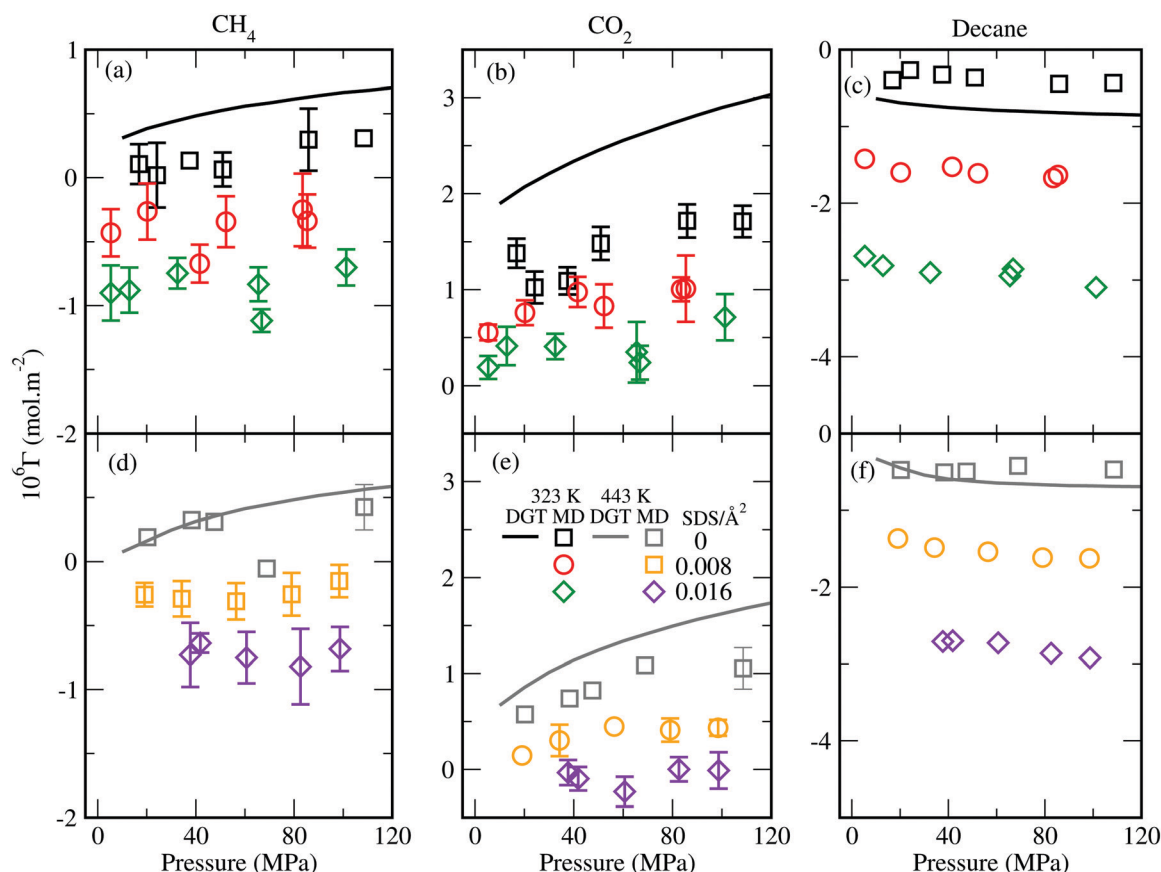 CH4
CO2
Decane
(a)
(b)
(c)
1
0
-1
-2
3
2
1
0
0
-2
-4
10^6Γ (mol.m^-2)
(d)
(e)
(f)
1
0
-1
-2
3
2
1
0
0
-2
-4
323 K 443 K
DGT MD DGT MD SDS/Å^2
0
0.008
0.016
0 40 80 120
0 40 80 120
0 40 80 120
Pressure (MPa)
Pressure (MPa)
Pressure (MPa)